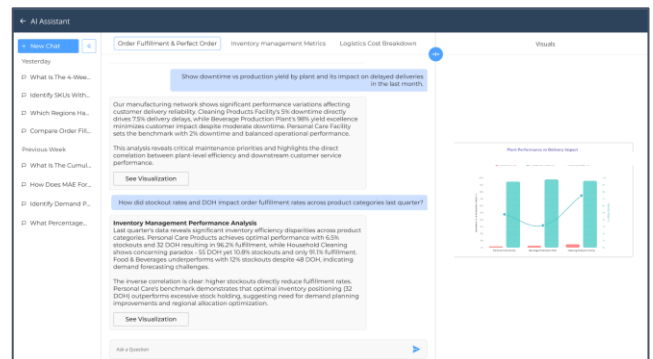 ← AI Assistant
+ New Chat
Order Fulfillment & Perfect Order
Inventory management Metrics
Logistics Cost Breakdown
Visuals
Yesterday
What Is The 4-Wee...
Identify SKUs With...
Which Regions Ha...
Compare Order Fill...
Previous Week
What Is The Cumul...
How Does MAE For...
Identify Demand P...
What Percentage...
Show downtime vs production yield by plant and its impact on delayed deliveries
in the last month.
Our manufacturing network shows significant performance variations affecting
customer delivery reliability. Cleaning Products Facility's 5% downtime directly
drives 7.5% delivery delays, while Beverage Production Plant's 98% yield excellence
minimizes customer impact despite moderate downtime. Personal Care Facility
sets the benchmark with 2% downtime and balanced operational performance.
This analysis reveals critical maintenance priorities and highlights the direct
correlation between plant-level efficiency and downstream customer service
performance.
See Visualization
How did stockout rates and DOH impact order fulfillment rates across product categories last quarter?
Inventory Management Performance Analysis
Last quarter's data reveals significant inventory efficiency disparities across product
categories. Personal Care Products achieves optimal performance with 6.5%
stockouts and 32 DOH resulting in 96.2% fulfillment, while Household Cleaning
shows concerning paradox - 55 DOH yet 10.8% stockouts and only 91.1% fulfillment.
Food & Beverages underperforms with 12% stockouts despite 48 DOH, indicating
demand forecasting challenges.
The inverse correlation is clear: higher stockouts directly reduce fulfillment rates.
Personal Care's benchmark demonstrates that optimal inventory positioning (32
DOH) outperforms excessive stock holding, suggesting need for demand planning
improvements and regional allocation optimization.
See Visualization
Ask a Question
Plant Performance vs Delivery Impact